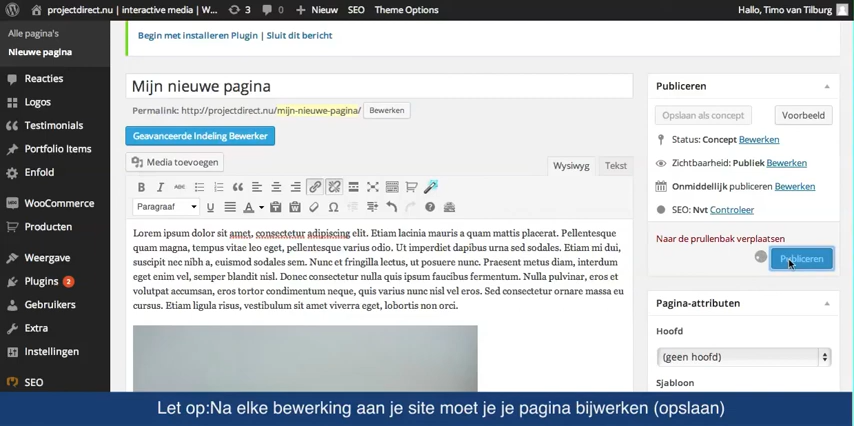 projectdirect.nu | interactive media | W... 3 0 Nieuw SEO Theme Options Hallo, Timo van Tilburg
Alle pagina's
Nieuwe pagina
Reacties
Logos
Testimonials
Portfolio Items
Enfold
WooCommerce
Producten
Weergave
Plugins 2
Gebruikers
Extra
Instellingen
SEO
Begin met installeren Plugin | Sluit dit bericht
Mijn nieuwe pagina
Permalink: http://projectdirect.nu/mijn-nieuwe-pagina/ Bewerken
Geavanceerde Indeling Bewerker
Media toevoegen
Wysiwyg Tekst
B I ABC
Paragraaf U A T W Ω ?
Lorem ipsum dolor sit amet, consectetur adipiscing elit. Etiam lacinia mauris a quam mattis placerat. Pellentesque
quam magna, tempus vitae leo eget, pellentesque varius odio. Ut imperdiet dapibus urna sed sodales. Etiam mi dui,
suscipit nec nibh a, euismod sodales sem. Nunc et fringilla lectus, ut posuere nunc. Praesent metus diam, interdum
eget enim vel, semper blandit nisl. Donec consectetur nulla quis ipsum faucibus fermentum. Nulla pulvinar, eros et
volutpat accumsan, eros tortor condimentum neque, quis varius nunc nisl vel eros. Sed consectetur ornare massa eu
cursus. Etiam ligula risus, vestibulum sit amet viverra eget, lobortis non orci.
Publiceren
Opslaan als concept Voorbeeld
Status: Concept Bewerken
Zichtbaarheid: Publiek Bewerken
Onmiddellijk publiceren Bewerken
SEO: Nvt Controleer
Naar de prullenbak verplaatsen
Publiceren
Pagina-attributen
Hoofd
(geen hoofd)
Sjabloon
Let op:Na elke bewerking aan je site moet je je pagina bijwerken (opslaan)